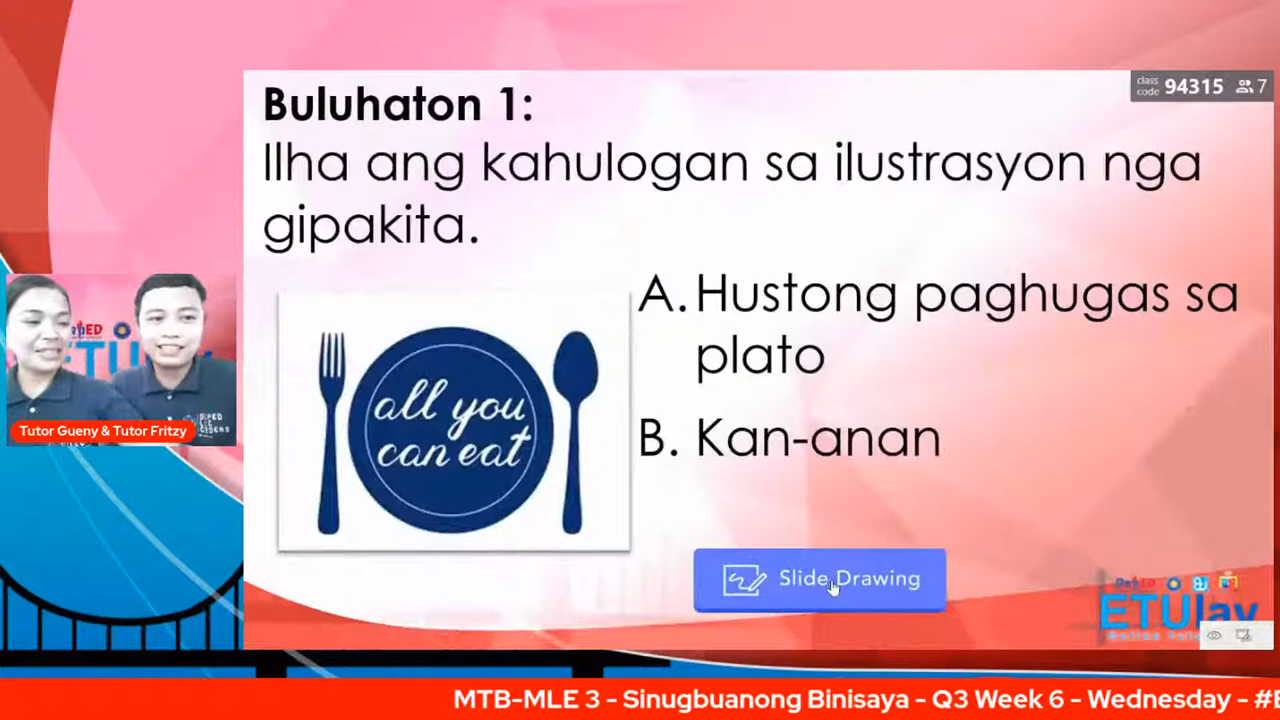 class code 94315 7
Buluhaton 1:
Ilha ang kahulogan sa ilustrasyon nga
gipakita.
A. Hustong paghugas sa
plato
B. Kan-anan
all you
can eat
Slide Drawing
DepED
ETUlay
Tutor Gueny & Tutor Fritzy
MTB-MLE 3 - Sinugbuanong Binisaya - Q3 Week 6 - Wednesday - #E